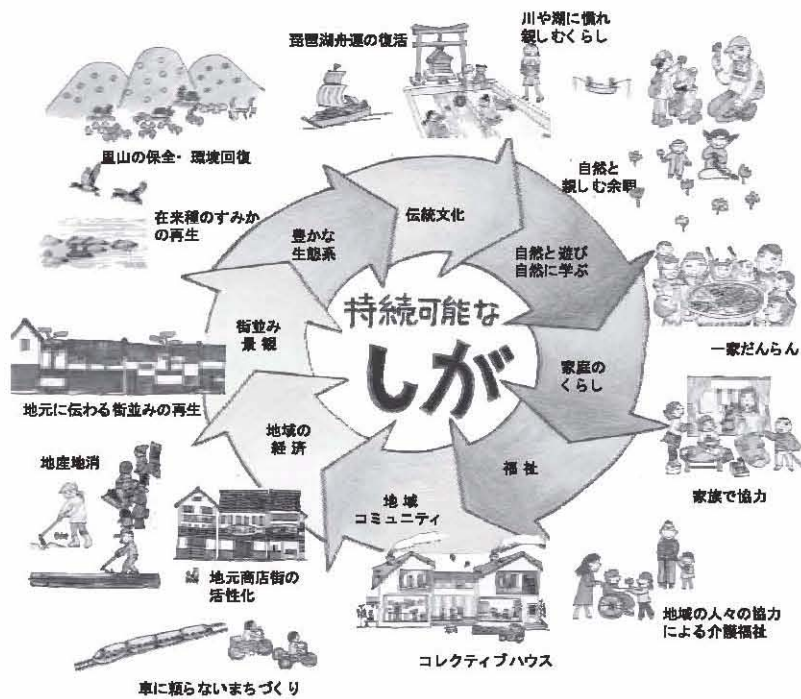 川や湖に慣れ
親しむくらし
琵琶湖舟運の復活
里山の保全・環境回復
自然と
親しむ余暇
在来種のすみか
の再生
伝統文化
豊かな
生態系
自然と遊び
自然に学ぶ
持続可能な
しが
街並み
景観
家庭の
くらし
一家だんらん
地元に伝わる街並みの再生
地域の
経済
福祉
地域
コミュニティ
地産地消
家族で協力
地元商店街の
活性化
地域の人々の協力
による介護福祉
コレクティブハウス
車に頼らないまちづくり